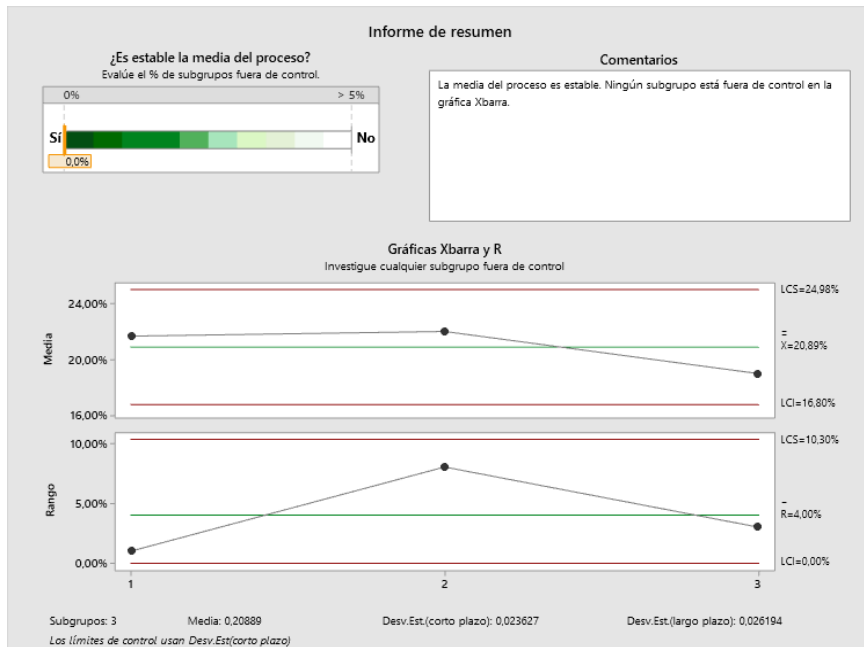 Informe de resumen
¿Es estable la media del proceso?
Evalúe el % de subgrupos fuera de control.
0%
> 5%
Sí
No
0,0%
Comentarios
La media del proceso es estable. Ningún subgrupo está fuera de control en la
gráfica Xbarra.
Gráficas Xbarra y R
Investigue cualquier subgrupo fuera de control
Media
24,00%
20,00%
16,00%
LCS=24,98%
X̿=20,89%
LCI=16,80%
Rango
10,00%
5,00%
0,00%
LCS=10,30%
R̄=4,00%
LCI=0,00%
1
2
3
Subgrupos: 3
Media: 0,20889
Desv.Est.(corto plazo): 0,023627
Desv.Est.(largo plazo): 0,026194
Los límites de control usan Desv.Est(corto plazo)